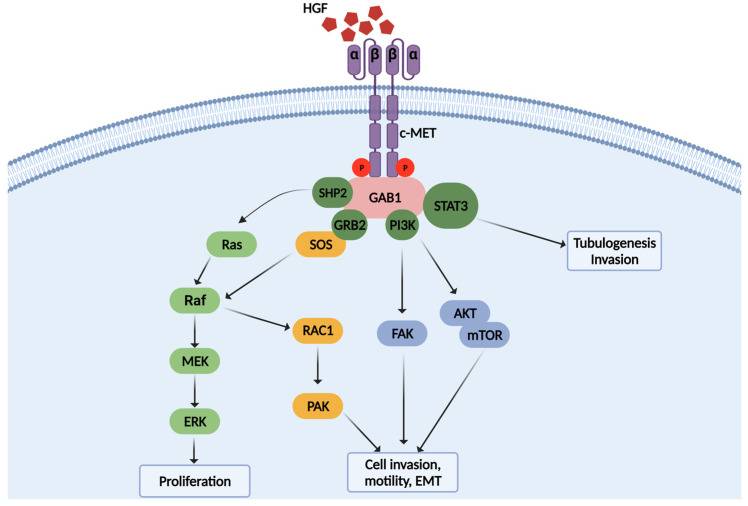 HGF
α β β α
c-MET
P P
SHP2
GAB1
STAT3
GRB2 PI3K
Ras
SOS
Tubulogenesis
Invasion
Raf
AKT
mTOR
RAC1
FAK
MEK
PAK
ERK
Cell invasion,
motility, EMT
Proliferation